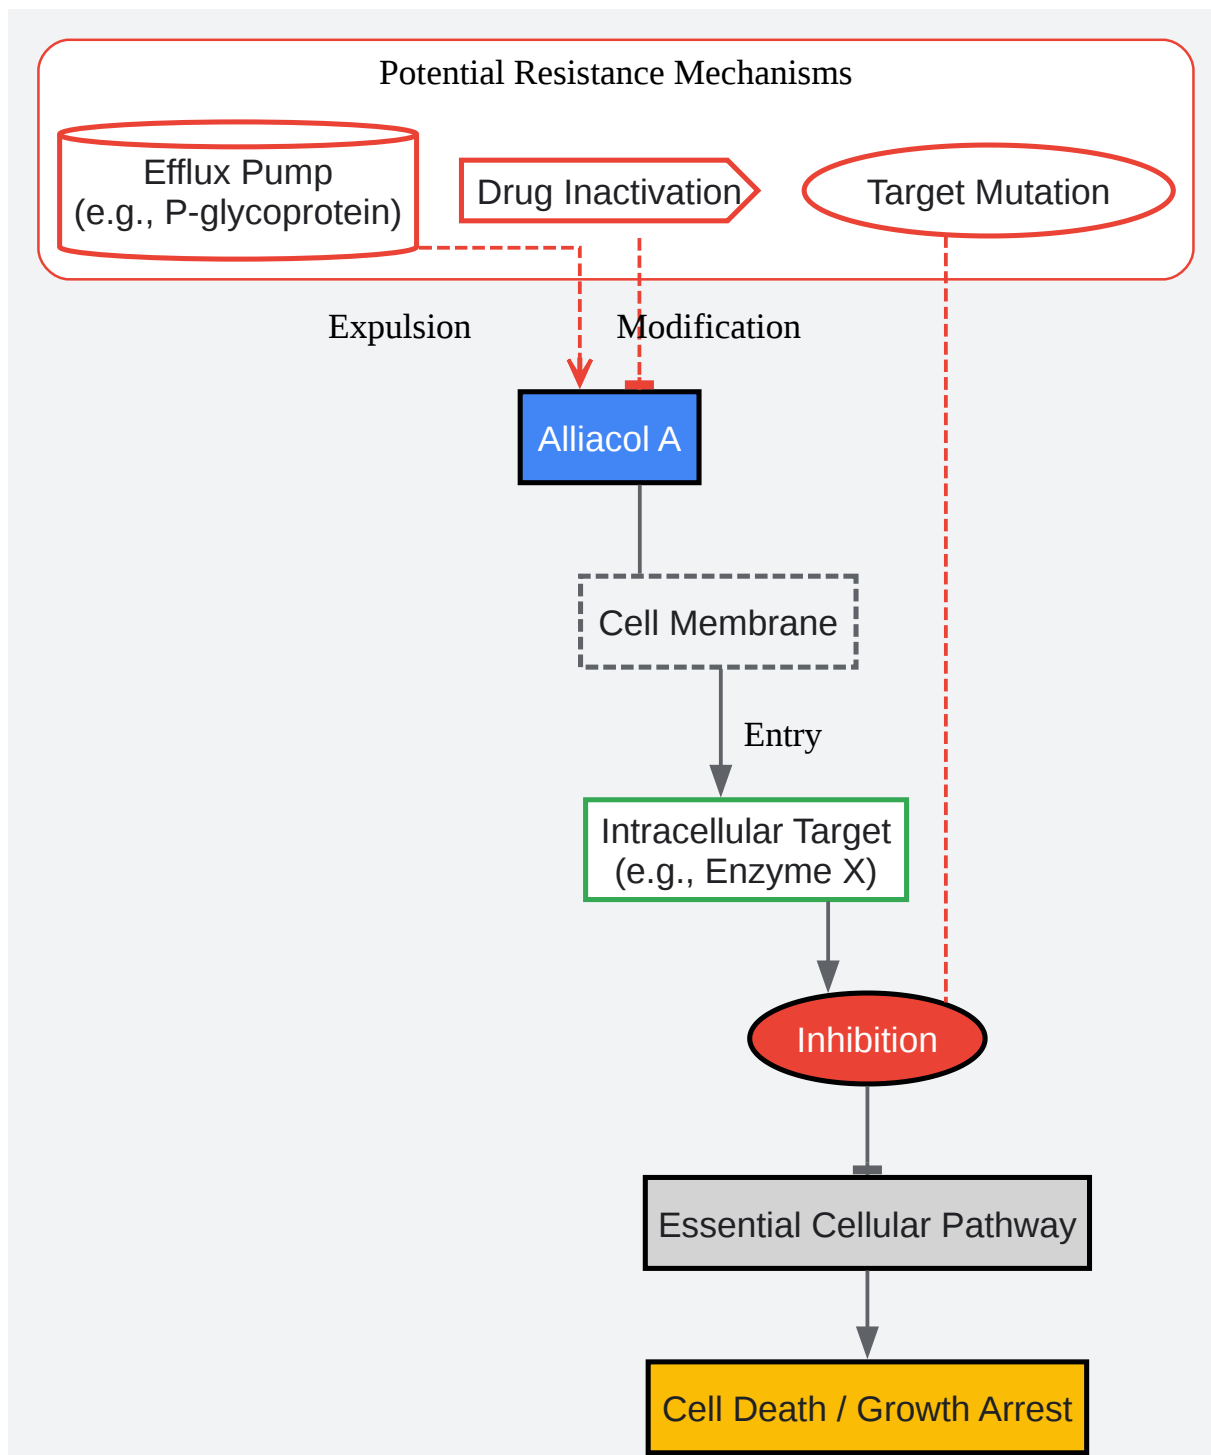 Potential Resistance Mechanisms
Efflux Pump
(e.g., P-glycoprotein)
Drug Inactivation
Target Mutation
Expulsion
Modification
Alliacol A
Cell Membrane
Entry
Intracellular Target
(e.g., Enzyme X)
Inhibition
Essential Cellular Pathway
Cell Death / Growth Arrest